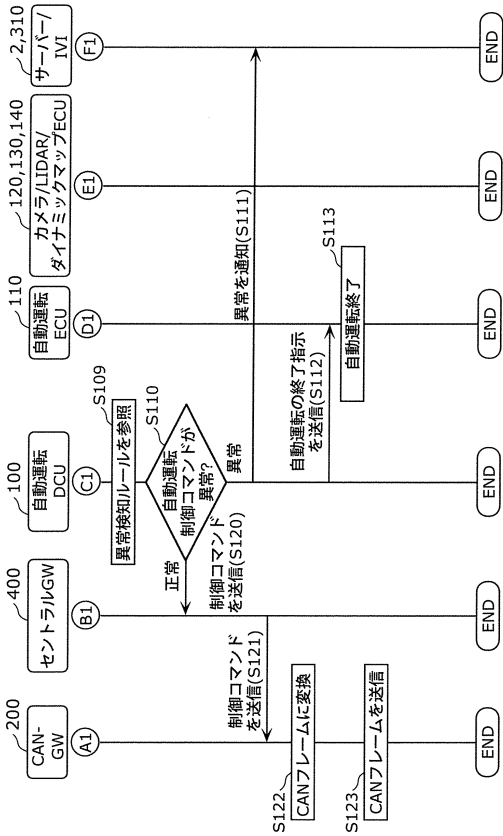 200
CAN-
GW
A1
400
セントラルGW
B1
100
自動運転
DCU
C1
110
自動運転
ECU
D1
120,130,140
カメラ/LIDAR/
ダイナミックマップECU
E1
2,310
サーバー/
IVI
F1
S109
異常検知ルールを参照
S110
自動運転
制御コマンドが
異常?
正常
異常
制御コマンド
を送信(S120)
異常を通知(S111)
制御コマンド
を送信(S121)
自動運転の終了指示
を送信(S112)
S113
自動運転終了
S122
CANフレームに変換
S123
CANフレームを送信
END
END
END
END
END
END